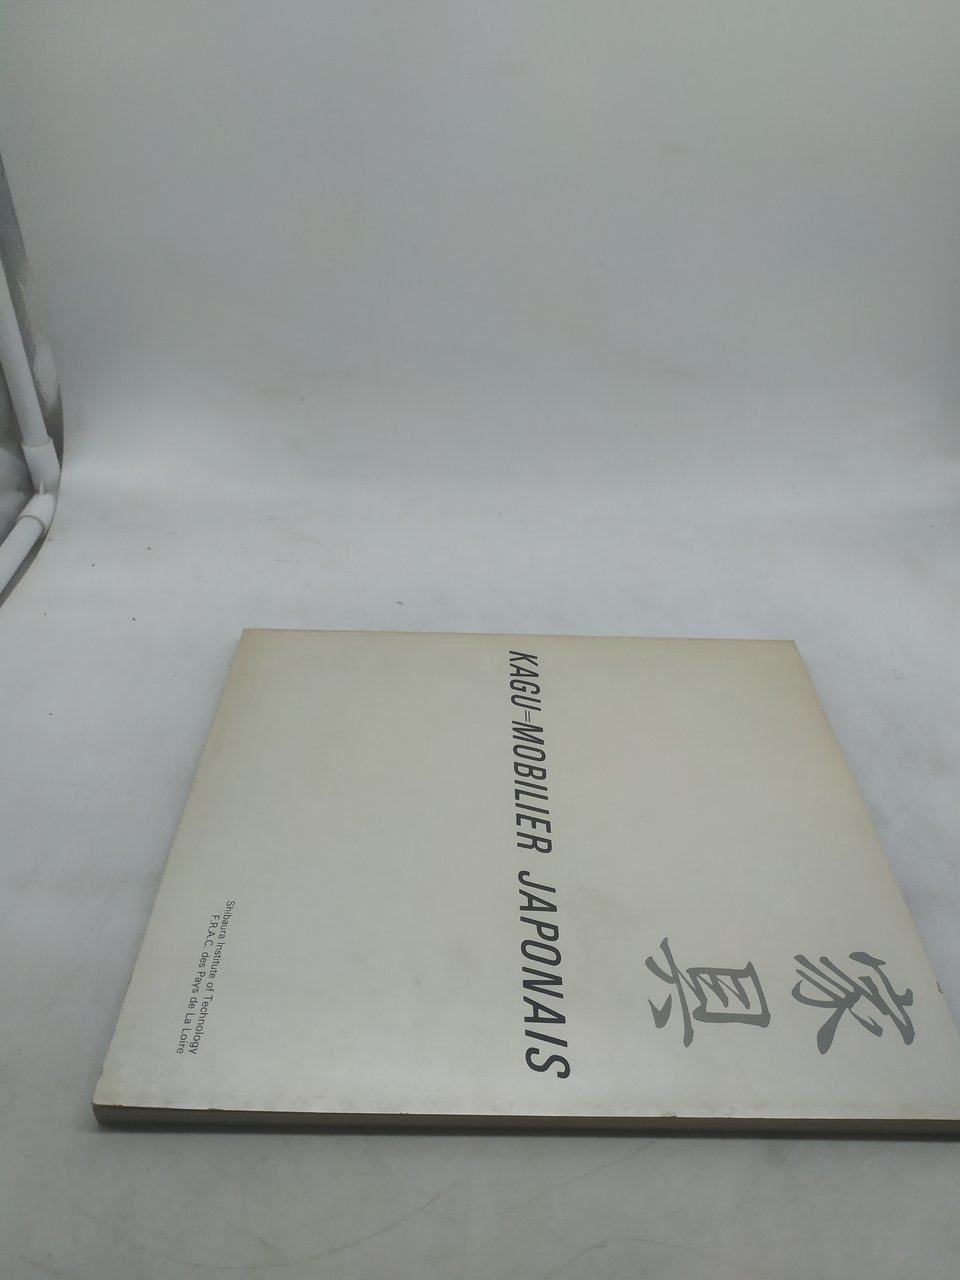 家具
KAGU=MOBILIER JAPONAIS
Shibaura Institute of Technology
F.R.A.C. des Pays de La Loire